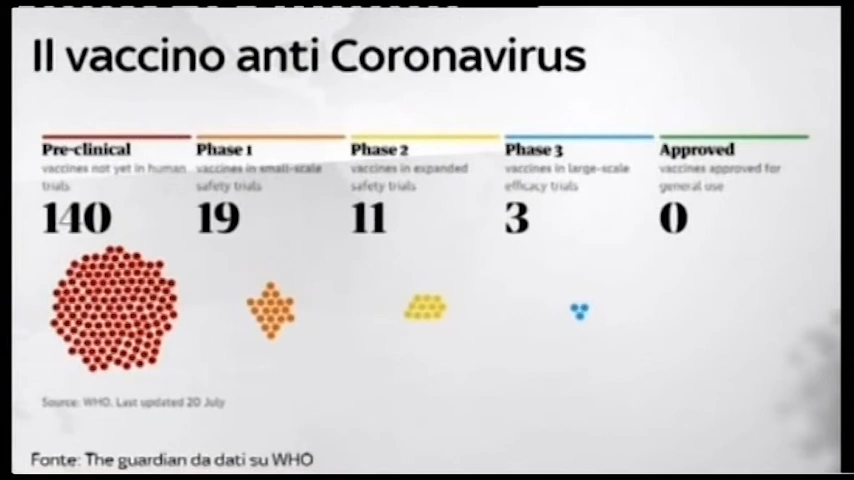 Il vaccino anti Coronavirus
Pre-clinical
vaccines not yet in human
trials
140
Phase 1
vaccines in small-scale
safety trials
19
Phase 2
vaccines in expanded
safety trials
11
Phase 3
vaccines in large-scale
efficacy trials
3
Approved
vaccines approved for
general use
0
Source: WHO. Last updated 20 July
Fonte: The guardian da dati su WHO